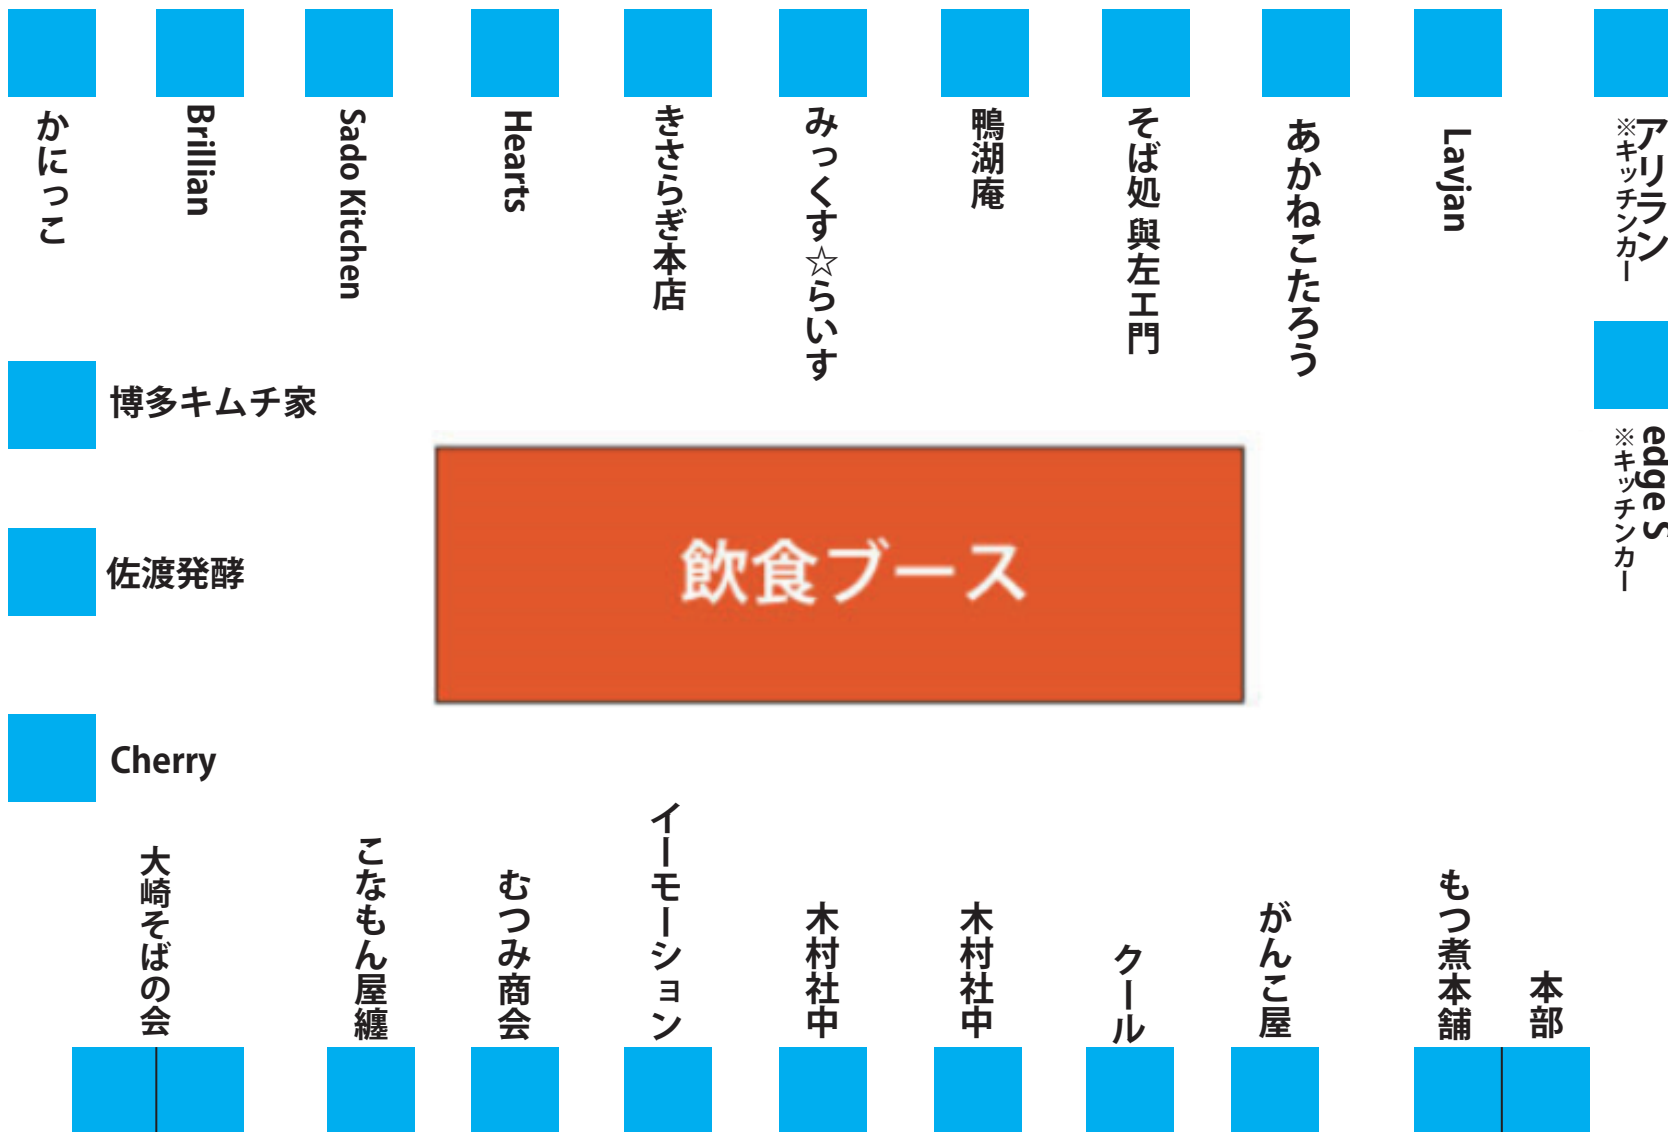 かにっこ
Brillian
Sado Kitchen
Hearts
きさらぎ本店
みっくす☆らいす
鴨湖庵
そば処 與左エ門
あかねこたろう
Lavjan
アリラン
※キッチンカー
博多キムチ家
edge S
※キッチンカー
佐渡発酵
飲食ブース
Cherry
大崎そばの会
こなもん屋纏
むつみ商会
イーモーション
木村社中
木村社中
クール
がんこ屋
もつ煮本舗
本部